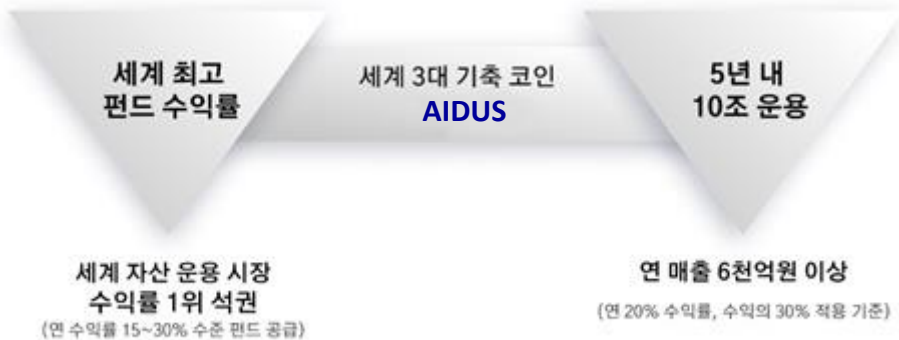 세계 최고
펀드 수익률
세계 3대 기축 코인
AIDUS
5년 내
10조 운용
세계 자산 운용 시장
수익률 1위 석권
(연 수익률 15~30% 수준 펀드 공급)
연 매출 6천억원 이상
(연 20% 수익률, 수익의 30% 적용 기준)